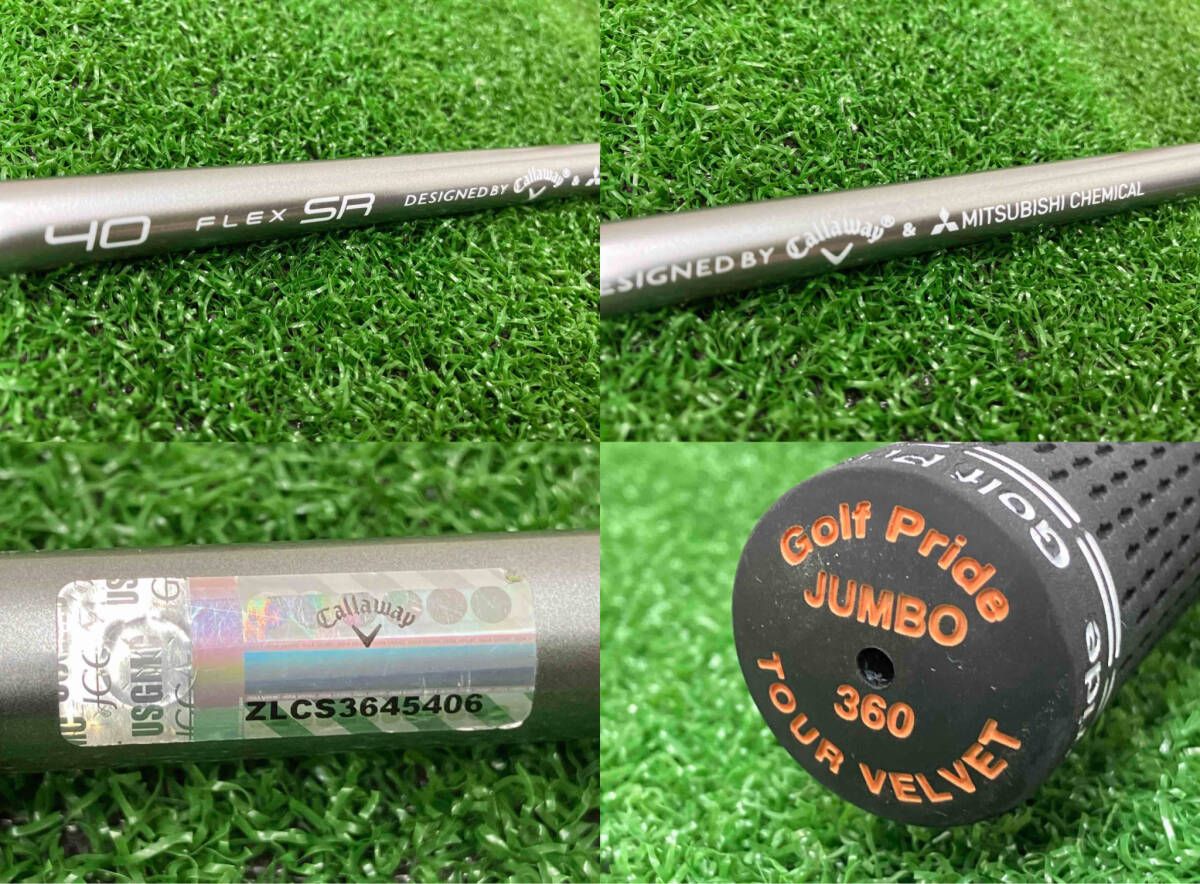 40 FLEX SR DESIGNED BY Callaway® &
DESIGNED BY Callaway® & MITSUBISHI CHEMICAL
Callaway
ZLCS3645406
Golf Pride
JUMBO
360
TOUR VELVET
Golf